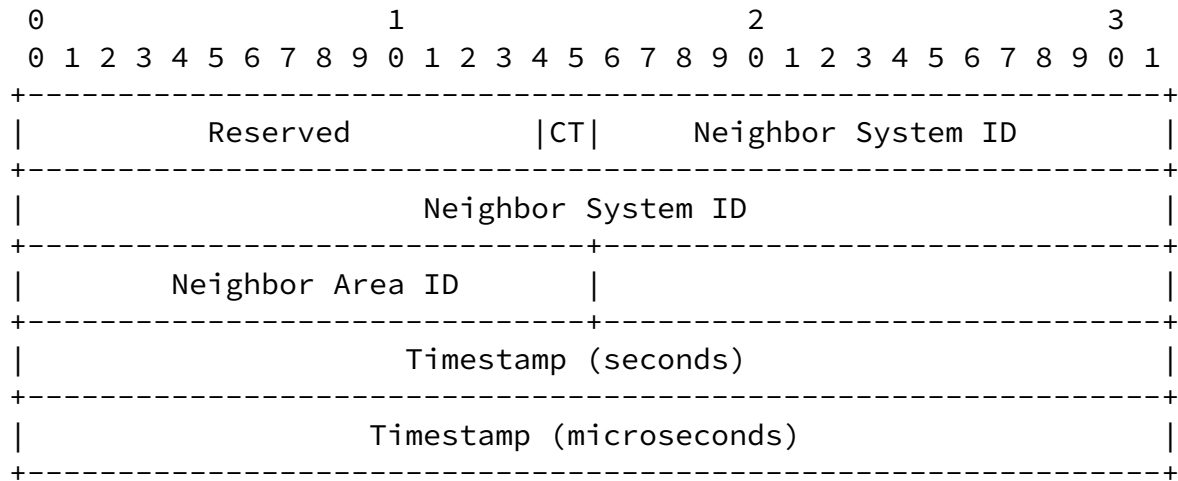 0                   1                   2                   3
 0 1 2 3 4 5 6 7 8 9 0 1 2 3 4 5 6 7 8 9 0 1 2 3 4 5 6 7 8 9 0 1
+---------------------------------------------------------------+
|          Reserved          |CT|     Neighbor System ID        |
+---------------------------------------------------------------+
|                      Neighbor System ID                       |
+-------------------------------+-------------------------------+
|        Neighbor Area ID       |                               |
+-------------------------------+-------------------------------+
|                     Timestamp (seconds)                       |
+---------------------------------------------------------------+
|                   Timestamp (microseconds)                    |
+---------------------------------------------------------------+